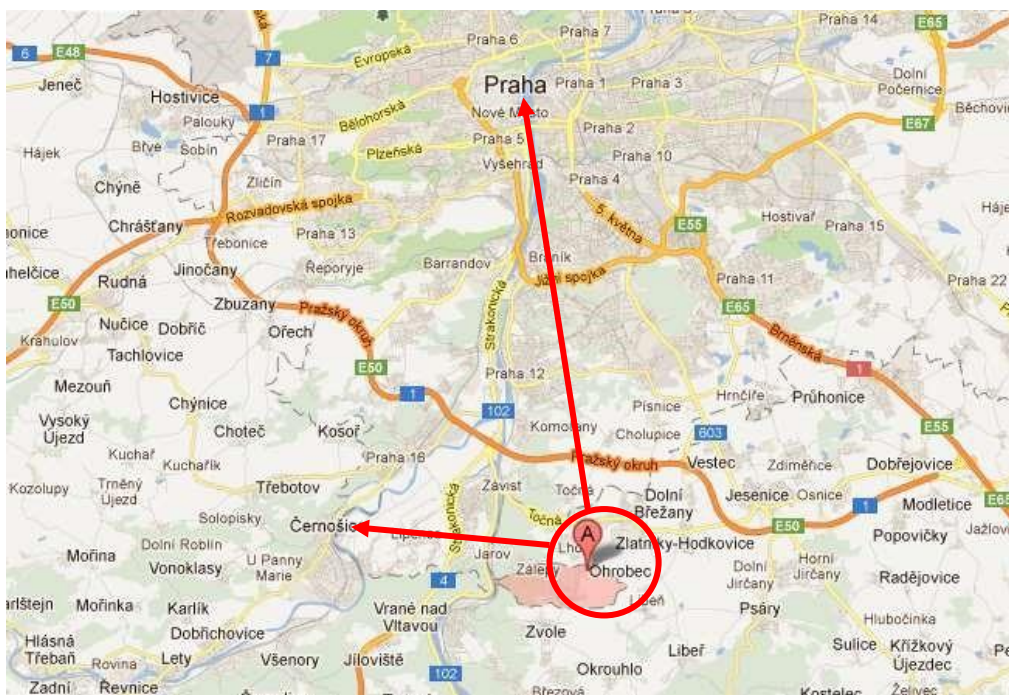 Praha 14
E65
Praha 6
Praha 7
Evropská
6
E48
7
Jeneč
Hostivice
Praha
Praha 1
Praha 3
Dolní
Počernice
Palouky
1
Bělohorská
Nové Město
Běchovice
E67
Břve
Sobín
Praha 17
Praha 5
Praha 2
Hájek
Plzeňská
Vyšehrad
Praha 10
Chýně
Zličín
Praha 4
Rozvadovská spojka
5. května
Hostivař
Chrášťany
E55
Praha 15
Třebonice
Praha 13
Braník
Jinočany
Řeporyje
Barrandov
Jižní spojka
Praha 11
Praha 22
Rudná
E50
Zbuzany
Pražský okruh
Strakonická
E65
Nučice
Dobříč
Ořech
Brněnská
Krahulov
Tachlovice
E50
1
Praha 12
Mezouň
1
Chýnice
Hrnčíře
Průhonice
102
Písnice
Vysoký
Újezd
Choteč
Kosoř
Komořany
Cholupice
603
E55
Kuchař
Kuchařík
Praha 16
Pražský okruh
Vestec
Zdiměřice
Dobřejovice
Kozolupy
Trněný
Újezd
Třebotov
Závist
Točná
Dolní
Břežany
Jesenice
Osnice
1
Modletice
E65
Solopisky
Černošice
Strakonická
Točná
E50
Popovičky
Mořina
Dolní Roblín
Lipence
A
Zlatníky-Hodkovice
Vonoklasy
U Panny
Marie
Jarov
Zálepy
Ohrobec
Dolní
Jirčany
Horní
Jirčany
Radějovice
4
Libeň
Mořinka
Karlík
Vrané nad
Vltavou
Psáry
Hlubočinka
Dobřichovice
Zvole
Hlásná
Třebaň
Rovina
Lety
Všenory
Jíloviště
Libeř
Sulice
Křížkový
Újezdec
102
Okrouhlo
Zadní
Řevnice
Březová
Kostelec
Želivec